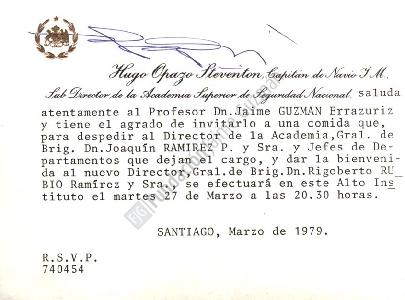 Hugo Opazo Steventon, Capitán de Navío I.M.
Sub Director de la Academia Superior de Seguridad Nacional, saluda
atentamente al Profesor Dn.Jaime GUZMAN Errazuriz
y tiene el agrado de invitarlo a una comida que,
para despedir al Director de la Academia,Gral. de
Brig. Dn.Joaquín RAMIREZ P. y Sra. y Jefes de De-
partamentos que dejan el cargo, y dar la bienveni
da al nuevo Director,Gral.de Brig.Dn.Rigoberto RU
BIO Ramírez y Sra., se efectuará en este Alto Ins
tituto el martes 27 de Marzo a las 20.30 horas.
SANTIAGO, Marzo de 1979.
R.S.V.P.
740454